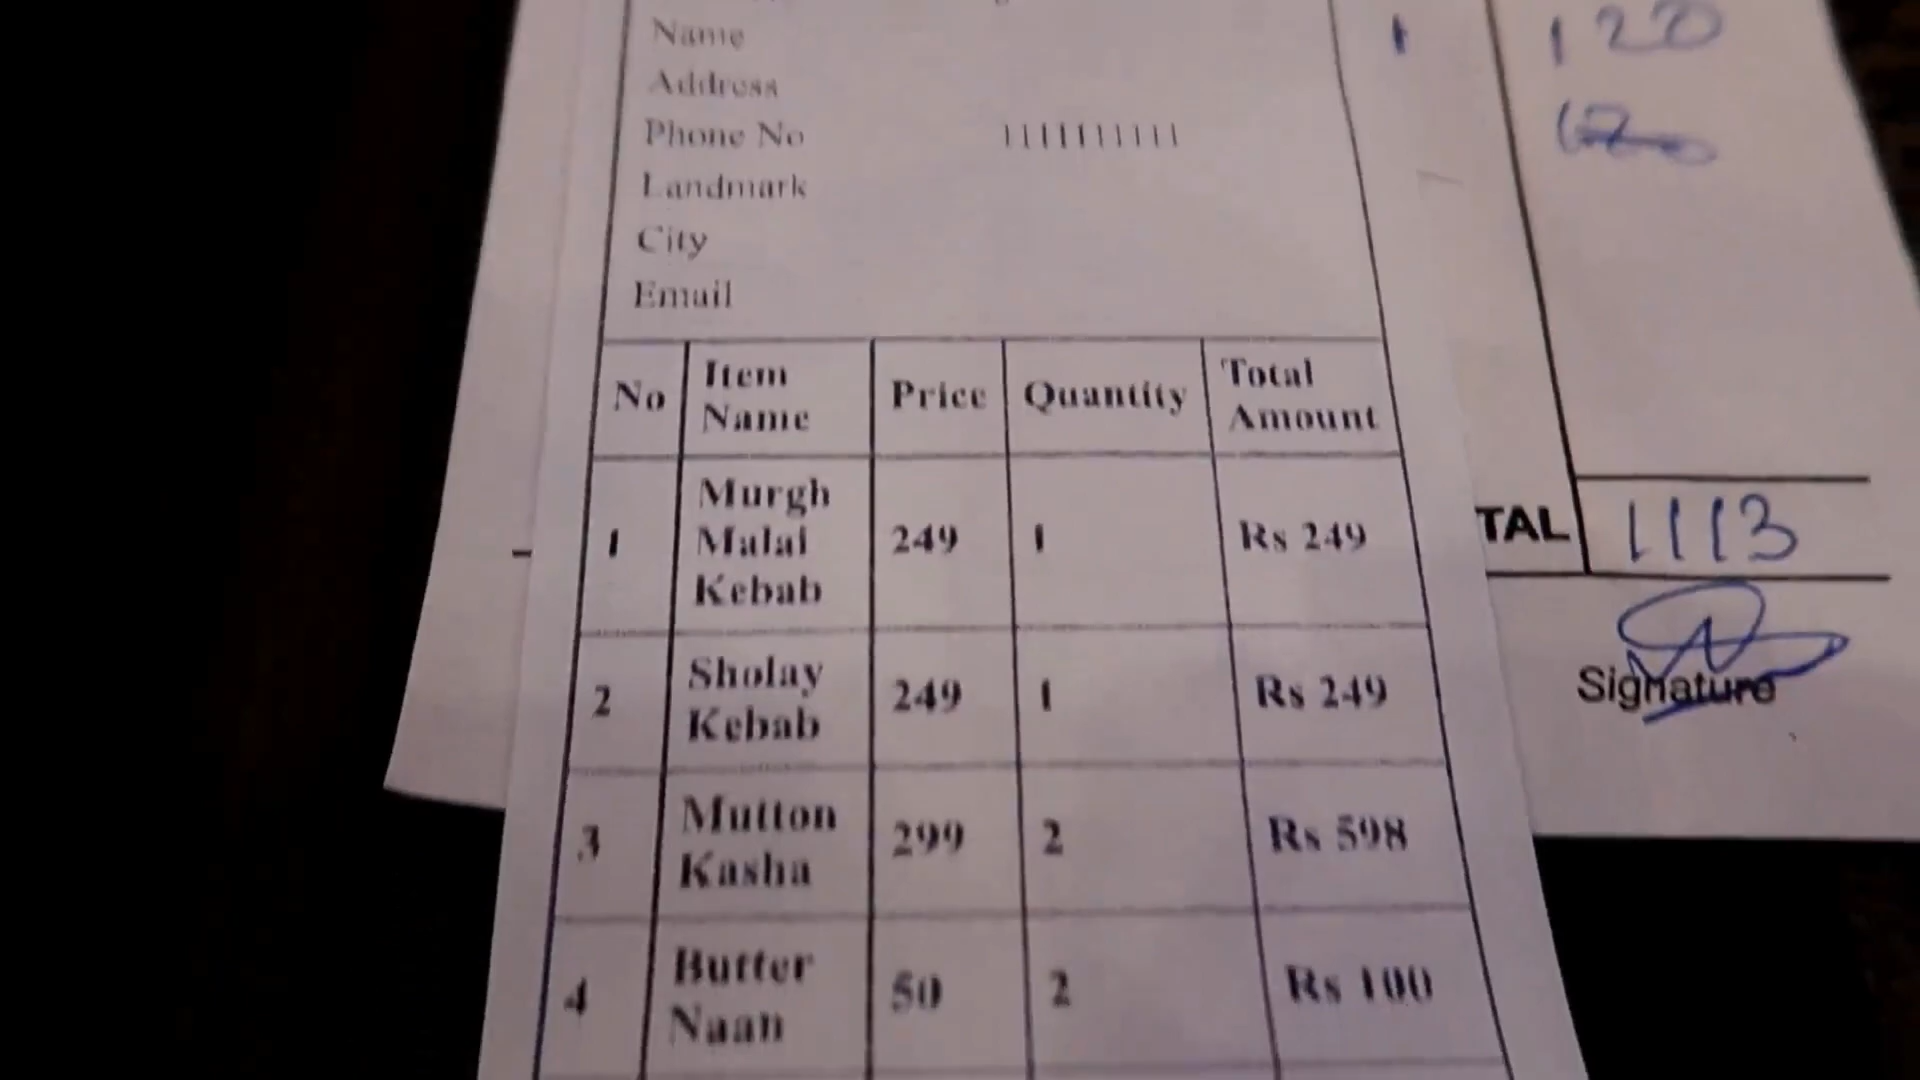 Name
Address
Phone No 1111111111
Landmark
City
Email
No Item Name Price Quantity Total Amount
1 Murgh Malai Kebab 249 1 Rs 249
2 Sholay Kebab 249 1 Rs 249
3 Mutton Kasha 299 2 Rs 598
4 Butter Naan 50 2 Rs 100
1 120
TAL 1113
Signature